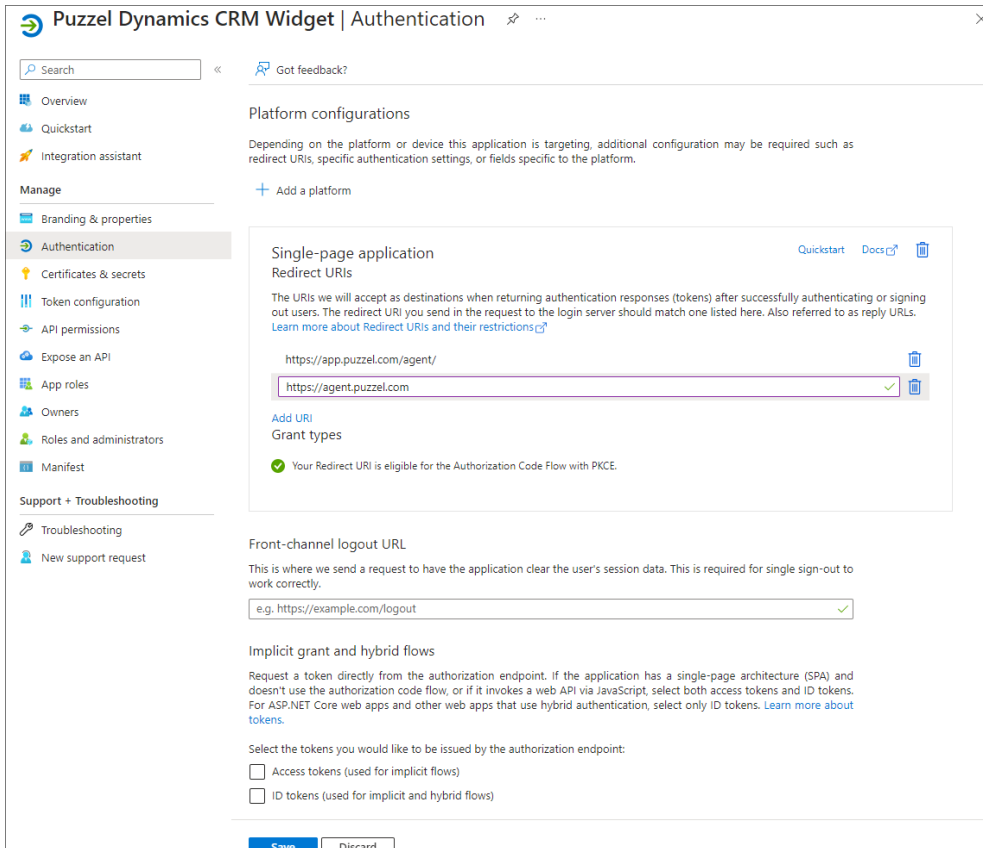 Puzzel Dynamics CRM Widget | Authentication
Search
Got feedback?
Overview
Quickstart
Integration assistant
Manage
Branding & properties
Authentication
Certificates & secrets
Token configuration
API permissions
Expose an API
App roles
Owners
Roles and administrators
Manifest
Support + Troubleshooting
Troubleshooting
New support request
Platform configurations
Depending on the platform or device this application is targeting, additional configuration may be required such as
redirect URIs, specific authentication settings, or fields specific to the platform.
Add a platform
Single-page application
Quickstart
Docs
Redirect URIs
The URIs we will accept as destinations when returning authentication responses (tokens) after successfully authenticating or signing
out users. The redirect URI you send in the request to the login server should match one listed here. Also referred to as reply URLs.
Learn more about Redirect URIs and their restrictions
https://app.puzzel.com/agent/
https://agent.puzzel.com
Add URI
Grant types
Your Redirect URI is eligible for the Authorization Code Flow with PKCE.
Front-channel logout URL
This is where we send a request to have the application clear the user's session data. This is required for single sign-out to
work correctly.
e.g. https://example.com/logout
Implicit grant and hybrid flows
Request a token directly from the authorization endpoint. If the application has a single-page architecture (SPA) and
doesn't use the authorization code flow, or if it invokes a web API via JavaScript, select both access tokens and ID tokens.
For ASP.NET Core web apps and other web apps that use hybrid authentication, select only ID tokens. Learn more about
tokens.
Select the tokens you would like to be issued by the authorization endpoint:
Access tokens (used for implicit flows)
ID tokens (used for implicit and hybrid flows)
Save
Discard